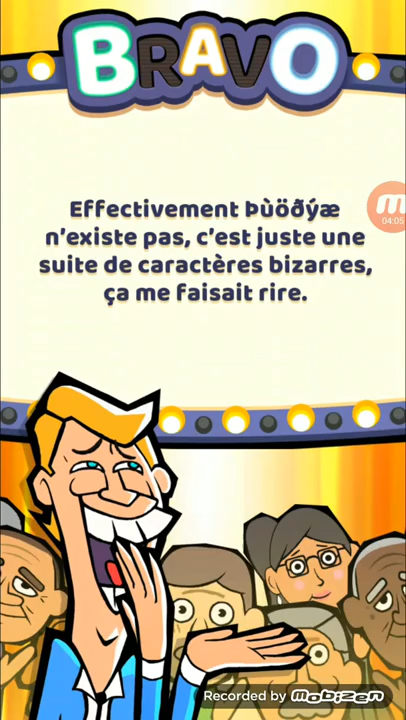 BRAVO
Effectivement Þùöðýæ
n'existe pas, c'est juste une
suite de caractères bizarres,
ça me faisait rire.
m
04:05
Recorded by mobizen